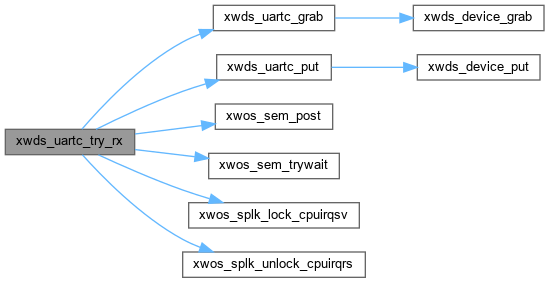 xwds_uartc_try_rx
xwds_uartc_grab
xwds_device_grab
xwds_uartc_put
xwds_device_put
xwos_sem_post
xwos_sem_trywait
xwos_splk_lock_cpuirqsv
xwos_splk_unlock_cpuirqrs